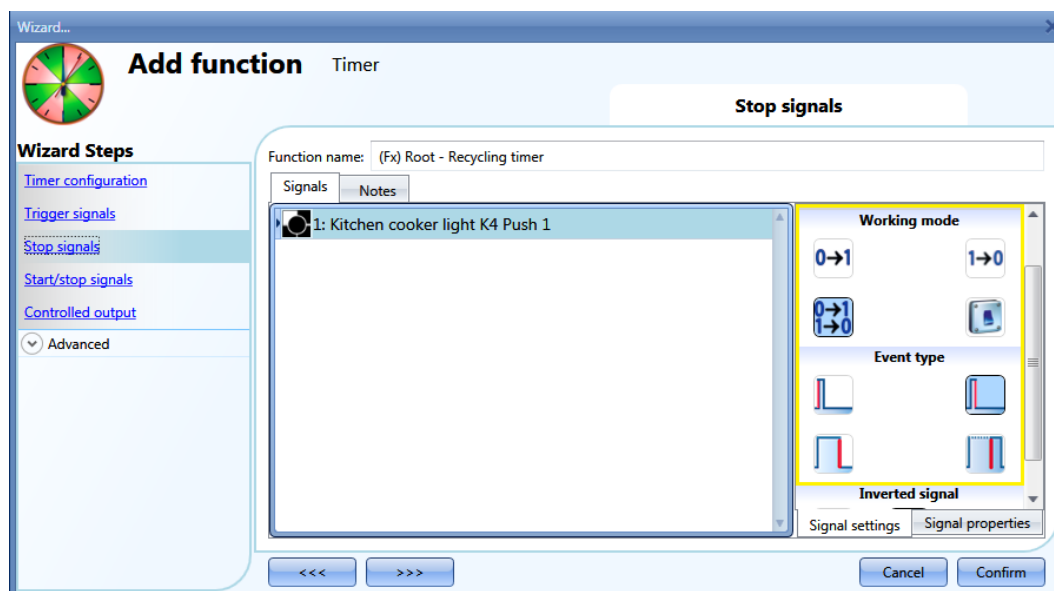 Wizard...
Add function Timer
Stop signals
Wizard Steps
Timer configuration
Trigger signals
Stop signals
Start/stop signals
Controlled output
Advanced
Function name: (Fx) Root - Recycling timer
Signals Notes
1: Kitchen cooker light K4 Push 1
Working mode
0→1 1→0
0→1
1→0
Event type
Inverted signal
Signal settings Signal properties
<<< >>> Cancel Confirm